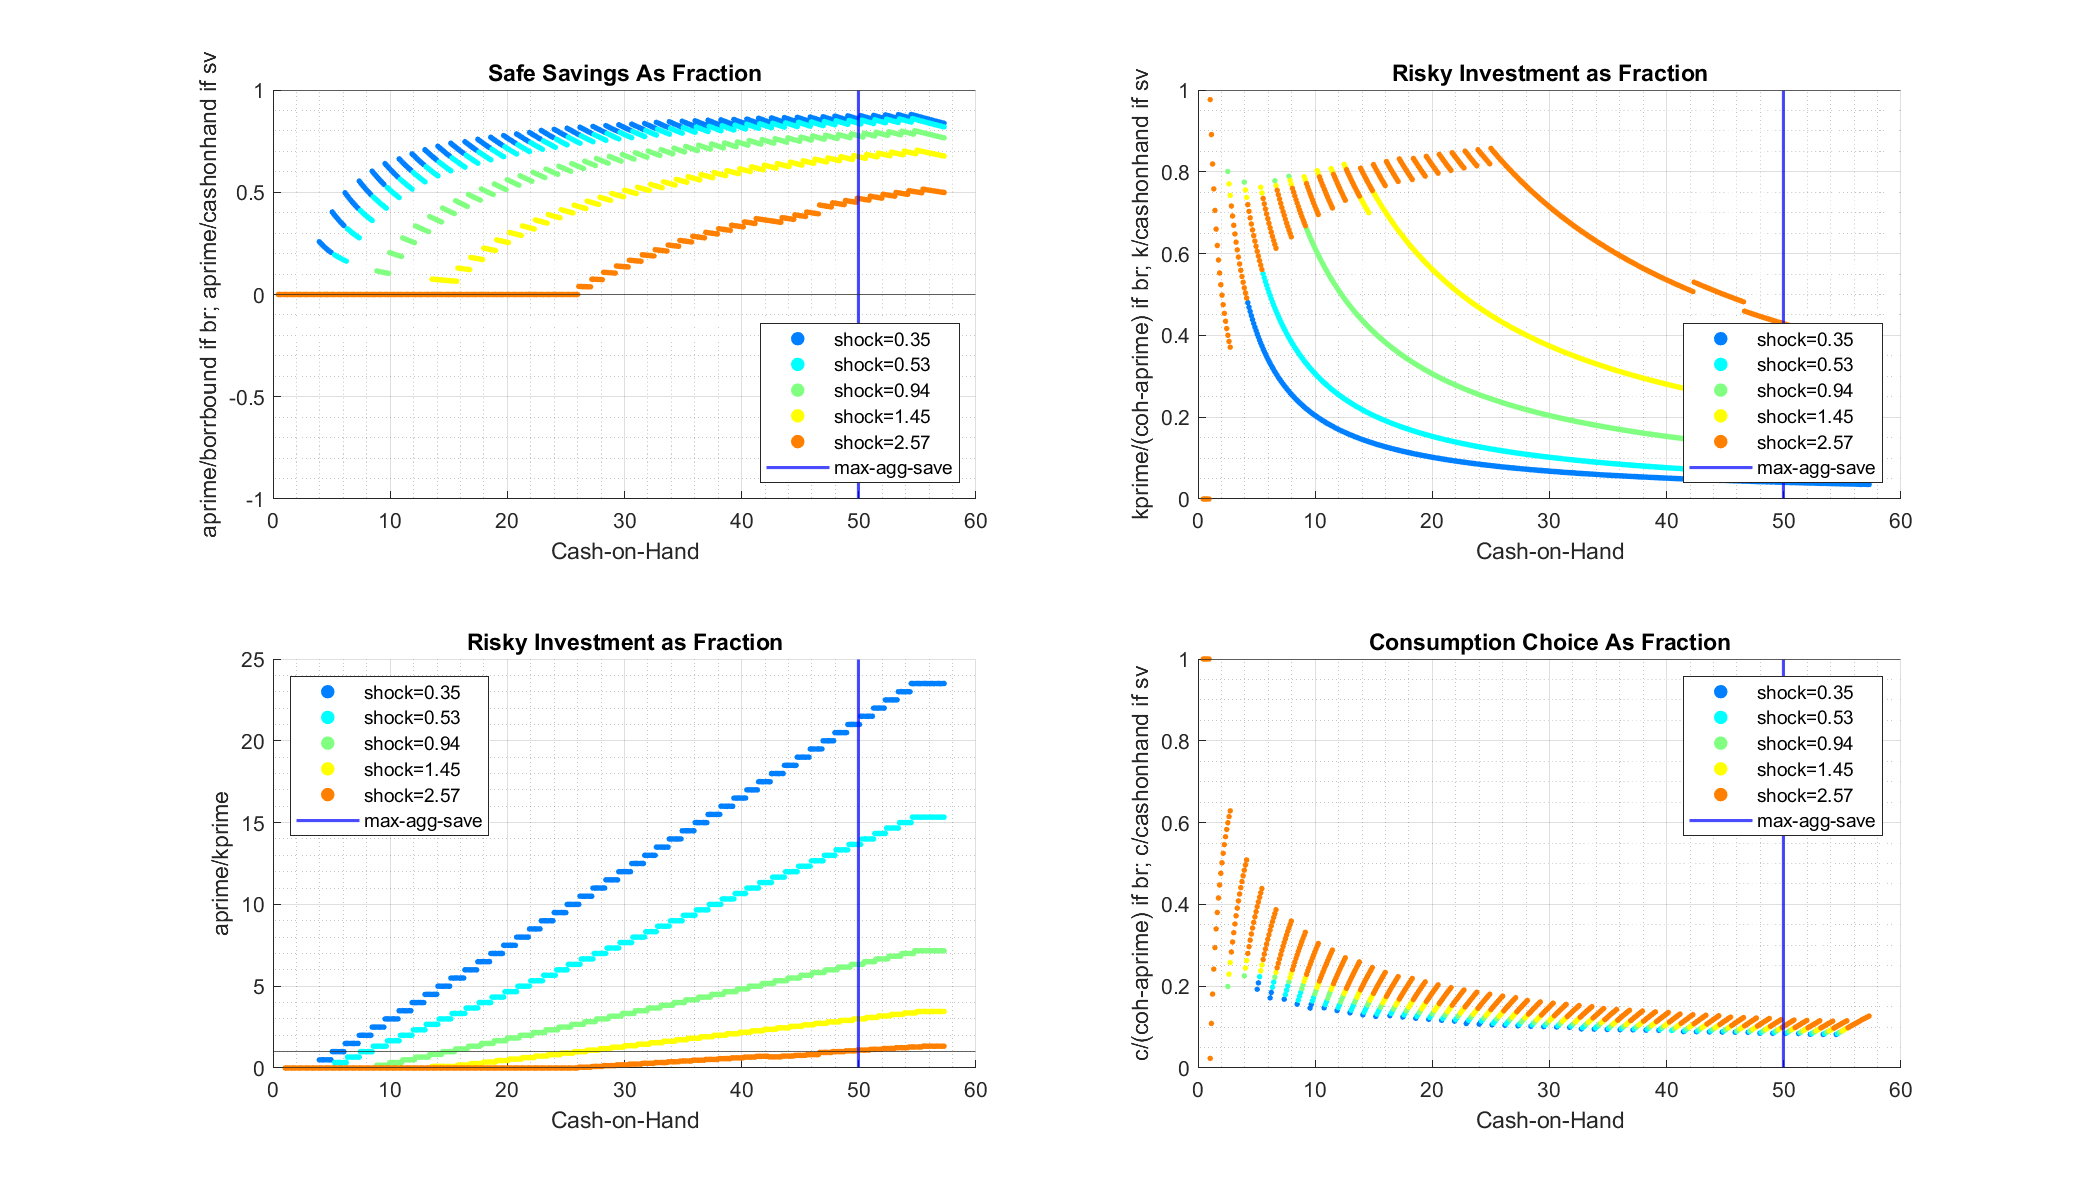 Safe Savings As Fraction
aprime/borrbound if br; aprime/cashonhand if sv
1
0.5
0
-0.5
-1
0 10 20 30 40 50 60
Cash-on-Hand
shock=0.35
shock=0.53
shock=0.94
shock=1.45
shock=2.57
max-agg-save
Risky Investment as Fraction
kprime/(coh-aprime) if br; k/cashonhand if sv
1
0.8
0.6
0.4
0.2
0
0 10 20 30 40 50 60
Cash-on-Hand
shock=0.35
shock=0.53
shock=0.94
shock=1.45
shock=2.57
max-agg-save
Risky Investment as Fraction
aprime/kprime
25
20
15
10
5
0
0 10 20 30 40 50 60
Cash-on-Hand
shock=0.35
shock=0.53
shock=0.94
shock=1.45
shock=2.57
max-agg-save
Consumption Choice As Fraction
c/(coh-aprime) if br; c/cashonhand if sv
1
0.8
0.6
0.4
0.2
0
0 10 20 30 40 50 60
Cash-on-Hand
shock=0.35
shock=0.53
shock=0.94
shock=1.45
shock=2.57
max-agg-save